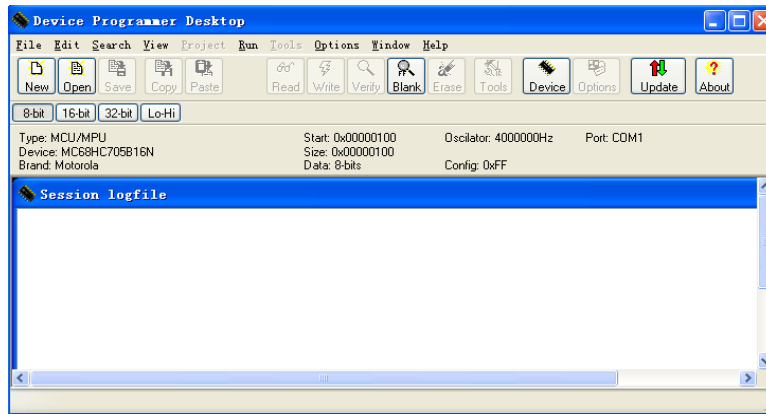 Device Programmer Desktop
File Edit Search View Project Run Tools Options Window Help
New Open Save Copy Paste Read Write Verify Blank Erase Tools Device Options Update About
8-bit 16-bit 32-bit Lo-Hi
Type: MCU/MPU Start: 0x00000100 Oscilator: 4000000Hz Port: COM1
Device: MC68HC705B16N Size: 0x00000100
Brand: Motorola Data: 8-bits Config: 0xFF
Session logfile